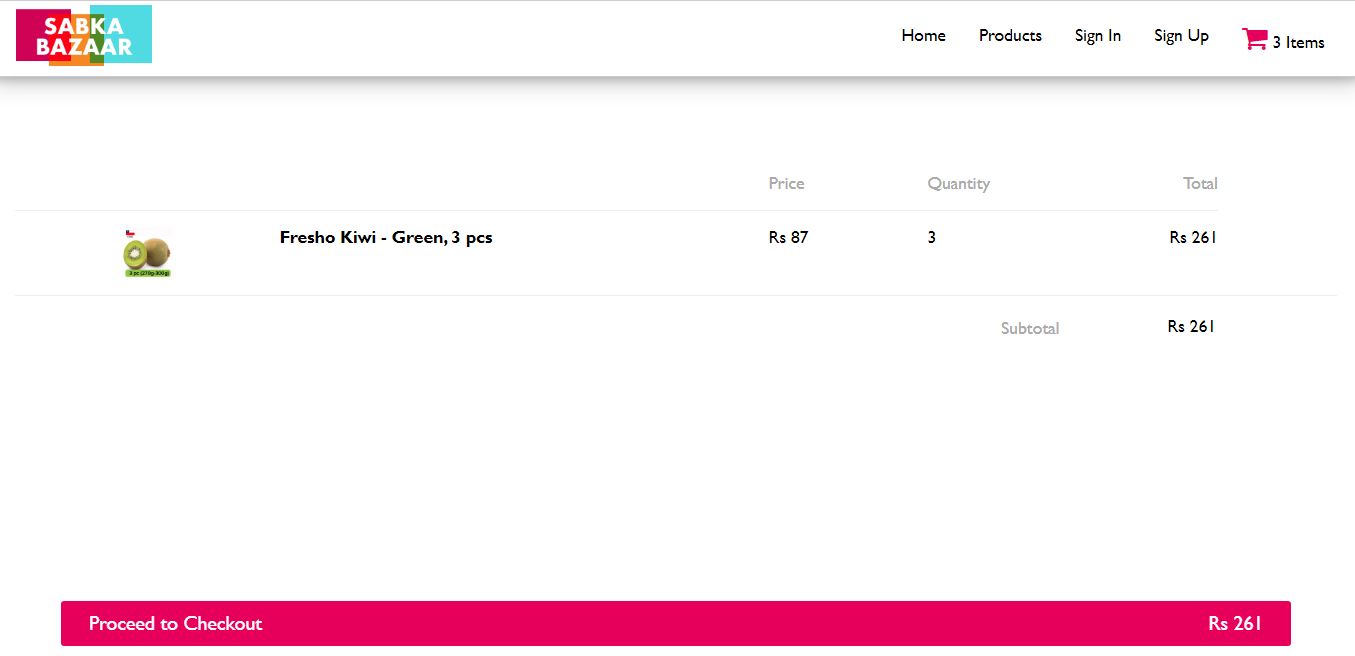 SABKA
BAZAAR
Home Products Sign In Sign Up 3 Items
Price Quantity Total
Fresho Kiwi - Green, 3 pcs Rs 87 3 Rs 261
3 pc (270g-300g)
Subtotal Rs 261
Proceed to Checkout Rs 261